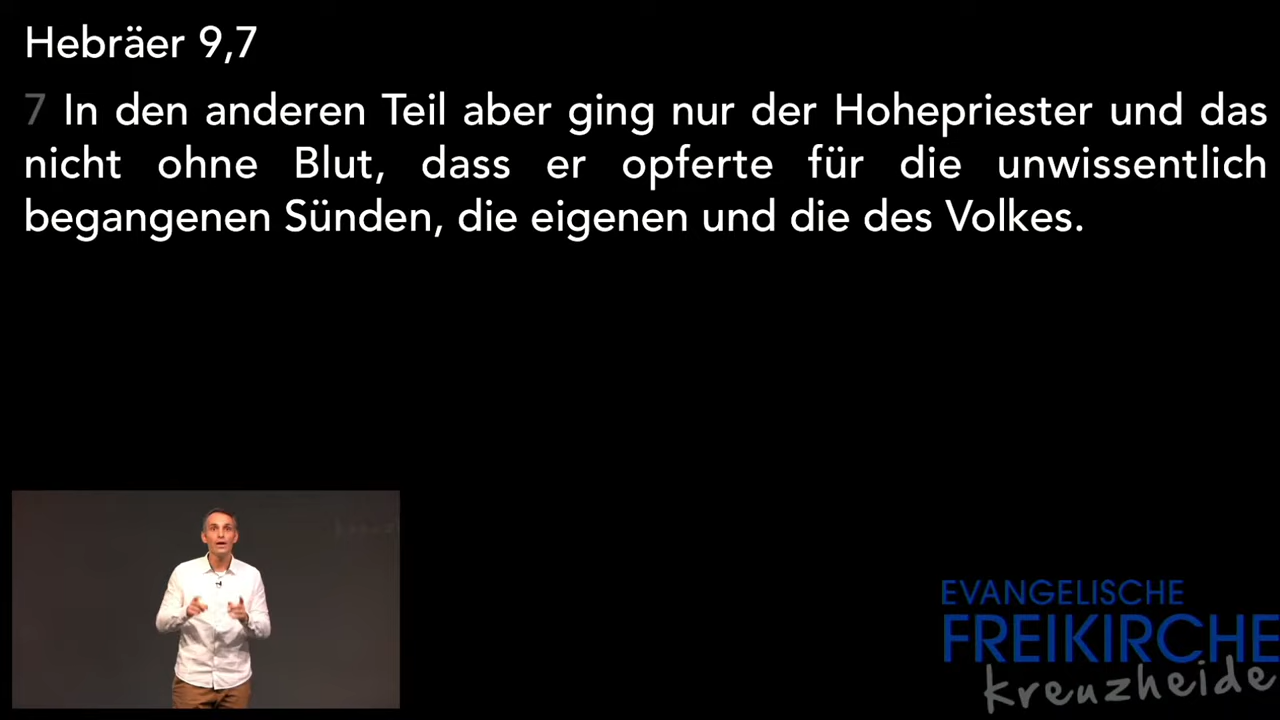 Hebräer 9,7
7 In den anderen Teil aber ging nur der Hohepriester und das
nicht ohne Blut, dass er opferte für die unwissentlich
begangenen Sünden, die eigenen und die des Volkes.
EVANGELISCHE
FREIKIRCHE
kreuzheide